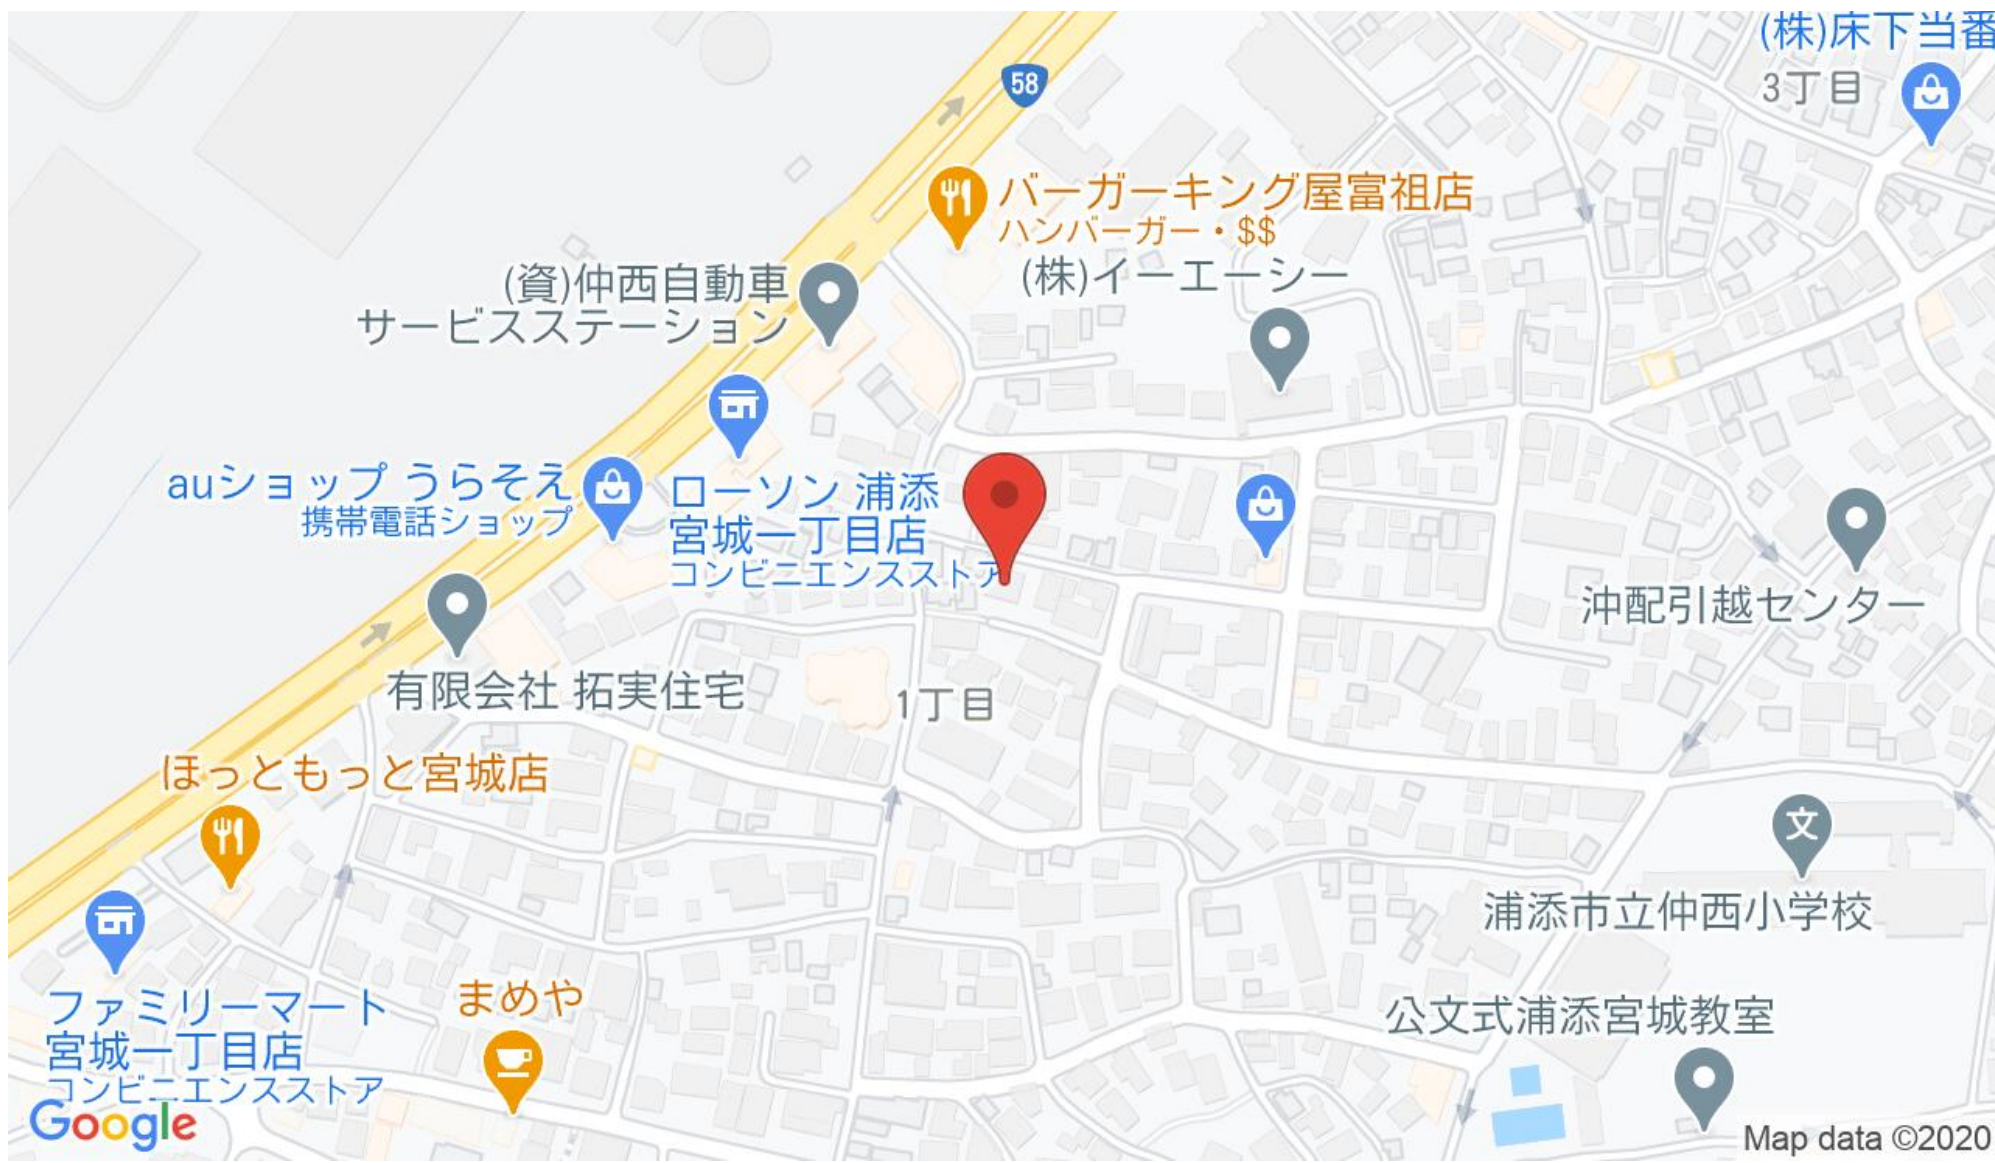 (株)床下当番
3丁目
58
バーガーキング屋富祖店
ハンバーガー・$$
(株)イーエーシー
(資)仲西自動車
サービスステーション
auショップ うらそえ
携帯電話ショップ
ローソン 浦添
宮城一丁目店
コンビニエンスストア
沖配引越センター
有限会社 拓実住宅
1丁目
ほっともっと宮城店
文
浦添市立仲西小学校
ファミリーマート
宮城一丁目店
コンビニエンスストア
まめや
公文式浦添宮城教室
Google
Map data ©2020